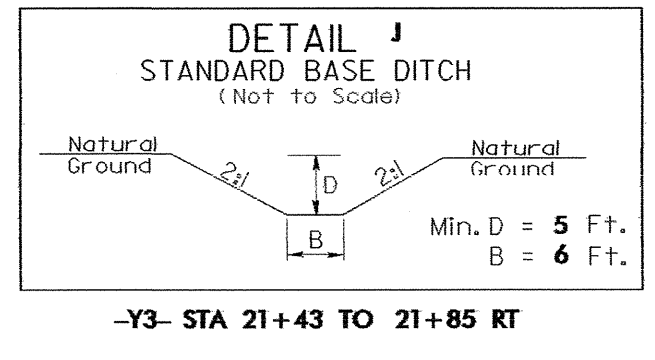 DETAIL J
STANDARD BASE DITCH
(Not to Scale)
Natural
Ground
2:1
D
2:1
Natural
Ground
B
Min. D = 5 Ft.
B = 6 Ft.
-Y3- STA 21+43 TO 21+85 RT